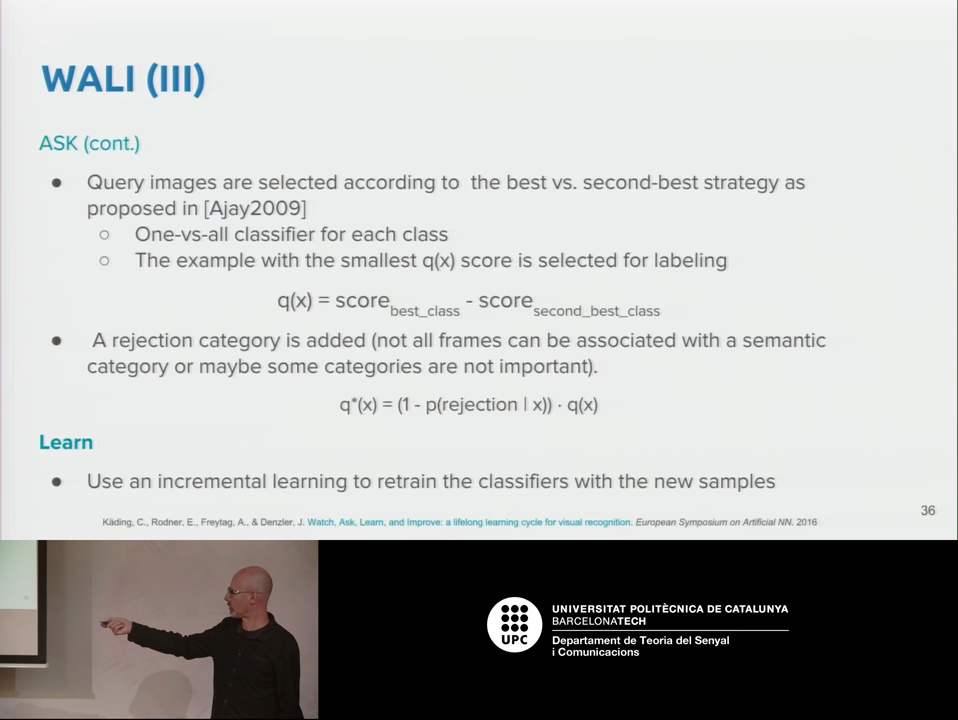 WALI (III)
ASK (cont.)
● Query images are selected according to the best vs. second-best strategy as
proposed in [Ajay2009]
○ One-vs-all classifier for each class
○ The example with the smallest q(x) score is selected for labeling
q(x) = score_best_class - score_second_best_class
● A rejection category is added (not all frames can be associated with a semantic
category or maybe some categories are not important).
q*(x) = (1 - p(rejection | x)) · q(x)
Learn
● Use an incremental learning to retrain the classifiers with the new samples
Käding, C., Rodner, E., Freytag, A., & Denzler, J. Watch, Ask, Learn, and Improve: a lifelong learning cycle for visual recognition. European Symposium on Artificial NN. 2016
36
UPC
UNIVERSITAT POLITÈCNICA DE CATALUNYA
BARCELONATECH
Departament de Teoria del Senyal
i Comunicacions